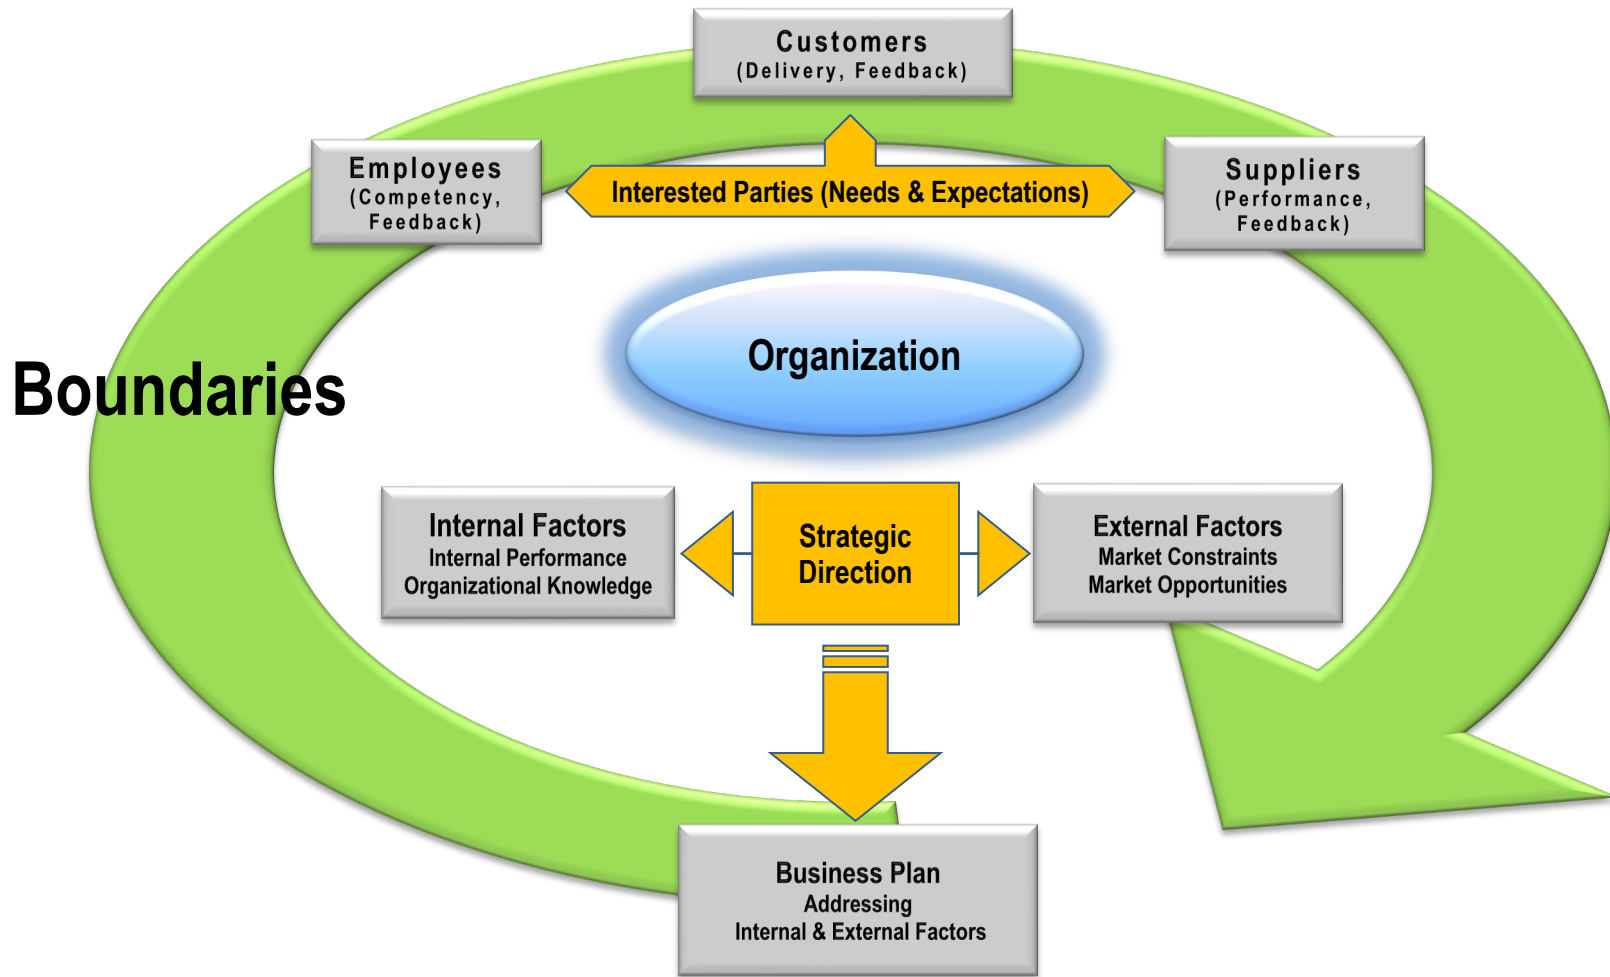 Customers
(Delivery, Feedback)
Employees
(Competency,
Feedback)
Interested Parties (Needs & Expectations)
Suppliers
(Performance,
Feedback)
Organization
Boundaries
Internal Factors
Internal Performance
Organizational Knowledge
Strategic
Direction
External Factors
Market Constraints
Market Opportunities
Business Plan
Addressing
Internal & External Factors